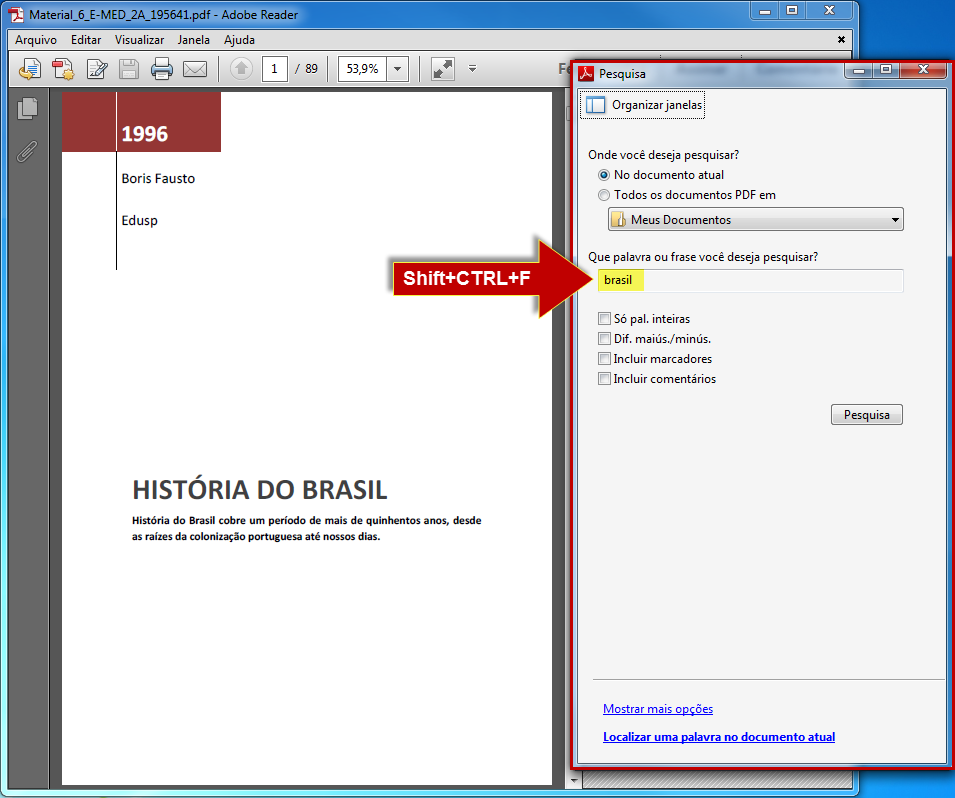 Material_6_E-MED_2A_195641.pdf - Adobe Reader
Arquivo Editar Visualizar Janela Ajuda
1 / 89 53,9%
1996
Boris Fausto
Edusp
HISTÓRIA DO BRASIL
História do Brasil cobre um período de mais de quinhentos anos, desde
as raízes da colonização portuguesa até nossos dias.
Shift+CTRL+F
Pesquisa
Organizar janelas
Onde você deseja pesquisar?
No documento atual
Todos os documentos PDF em
Meus Documentos
Que palavra ou frase você deseja pesquisar?
brasil
Só pal. inteiras
Dif. maiús./minús.
Incluir marcadores
Incluir comentários
Pesquisa
Mostrar mais opções
Localizar uma palavra no documento atual